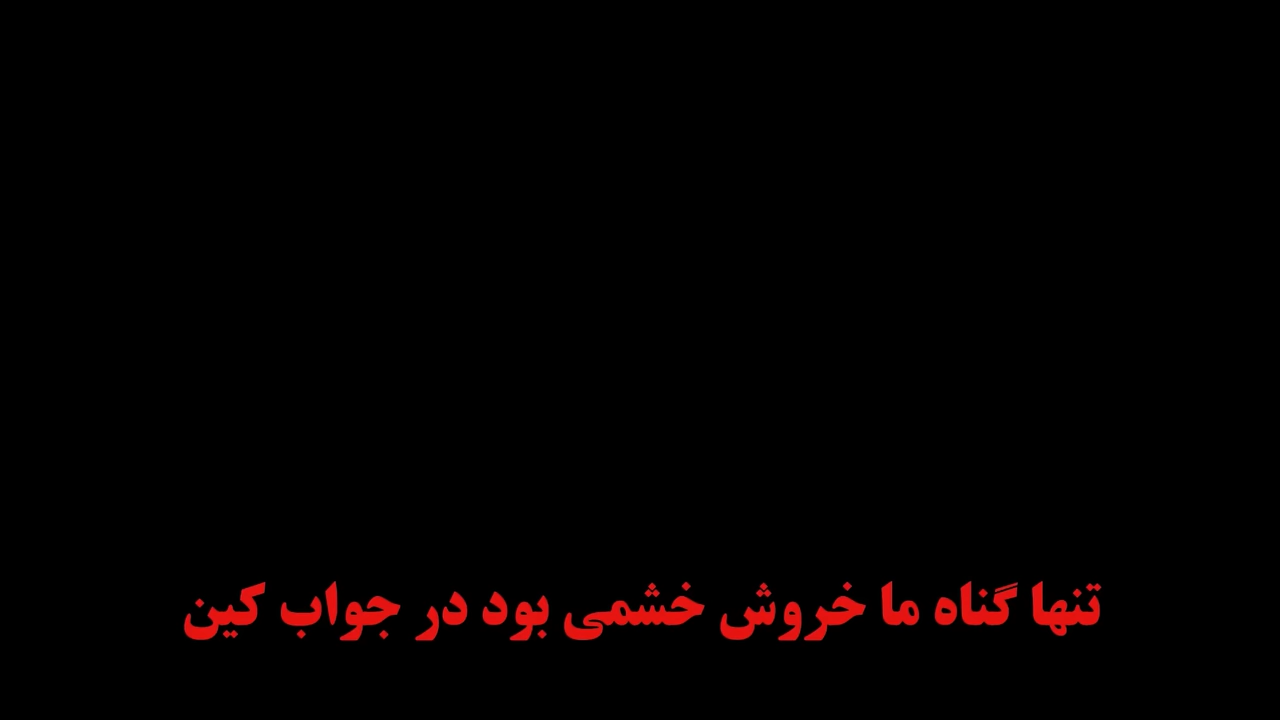 تنها گناه ما خروش خشمی بود در جواب کین